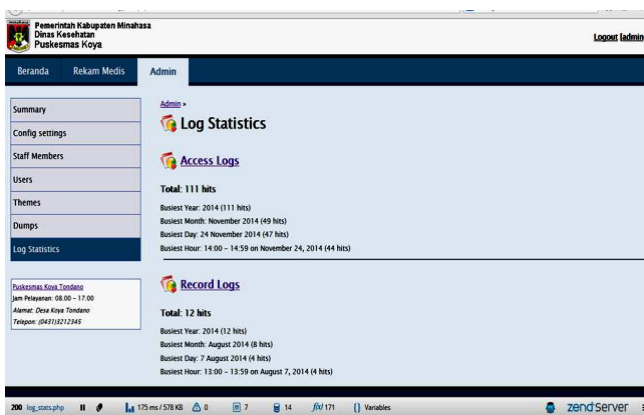 Pemerintah Kabupaten Minahasa
Dinas Kesehatan
Puskesmas Koya
Logout [admin
Beranda Rekam Medis Admin
Summary
Config settings
Staff Members
Users
Themes
Dumps
Log Statistics
Puskesmas Koya Tondano
Jam Pelayanan: 08.00 - 17.00
Alamat: Desa Koya Tondano
Telepon: (0431)3212345
Admin »
Log Statistics
Access Logs
Total: 111 hits
Busiest Year: 2014 (111 hits)
Busiest Month: November 2014 (49 hits)
Busiest Day: 24 November 2014 (47 hits)
Busiest Hour: 14:00 - 14:59 on November 24, 2014 (44 hits)
Record Logs
Total: 12 hits
Busiest Year: 2014 (12 hits)
Busiest Month: August 2014 (8 hits)
Busiest Day: 7 August 2014 (4 hits)
Busiest Hour: 13:00 - 13:59 on August 7, 2014 (4 hits)
200 log_stats.php 175 ms / 578 KB 0 7 14 f(x) 171 {} Variables zendServer